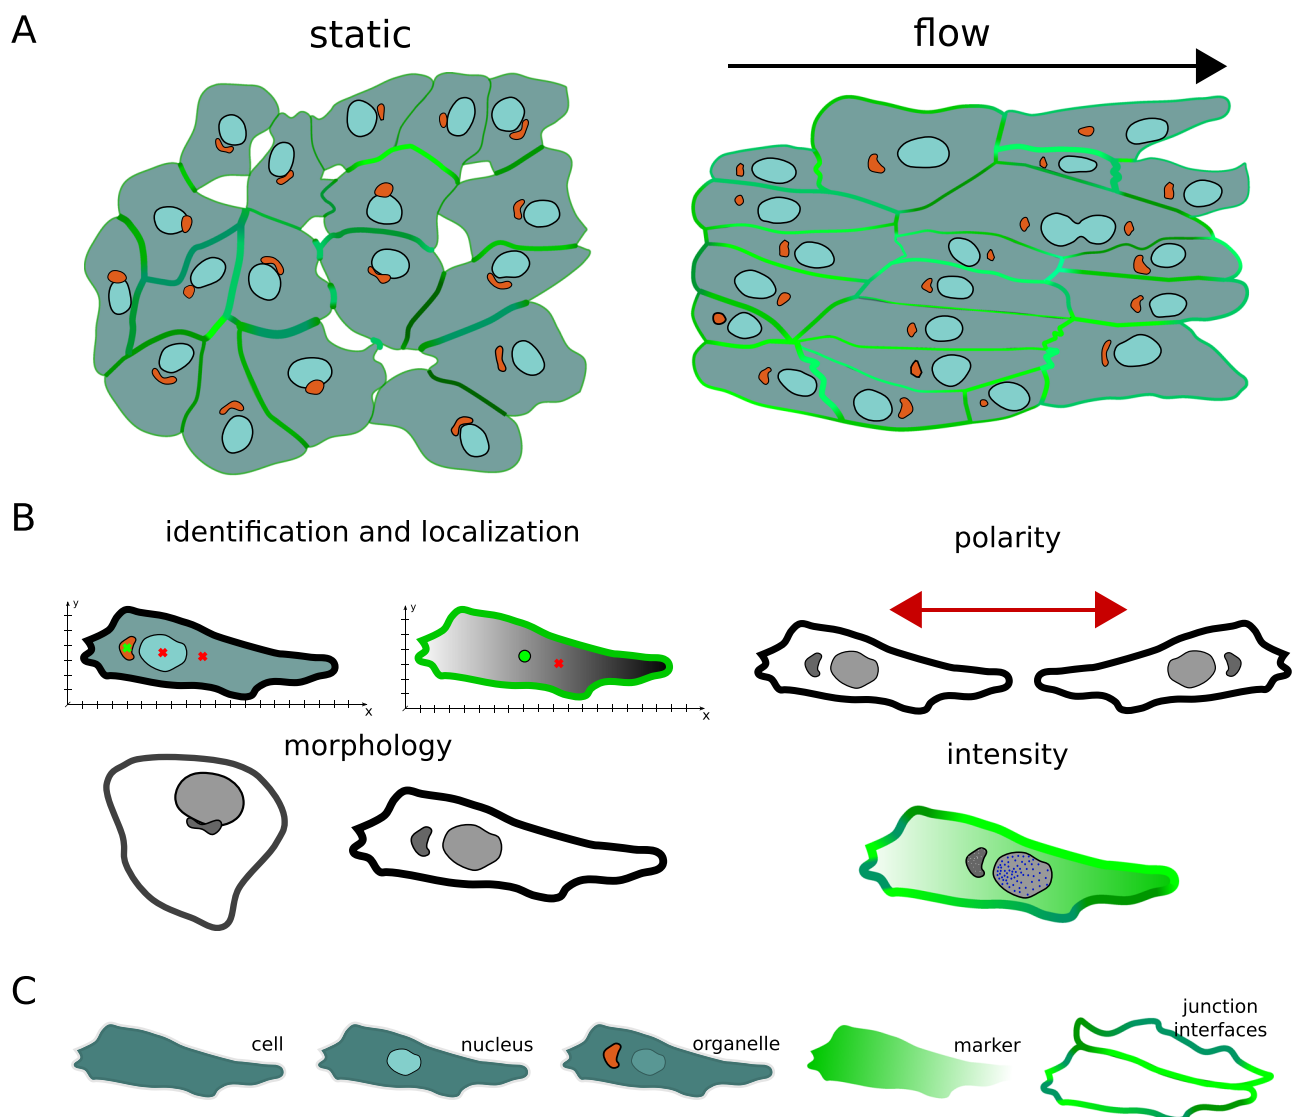 A
static
flow
B
identification and localization
polarity
y
x
y
x
morphology
intensity
C
cell
nucleus
organelle
marker
junction
interfaces